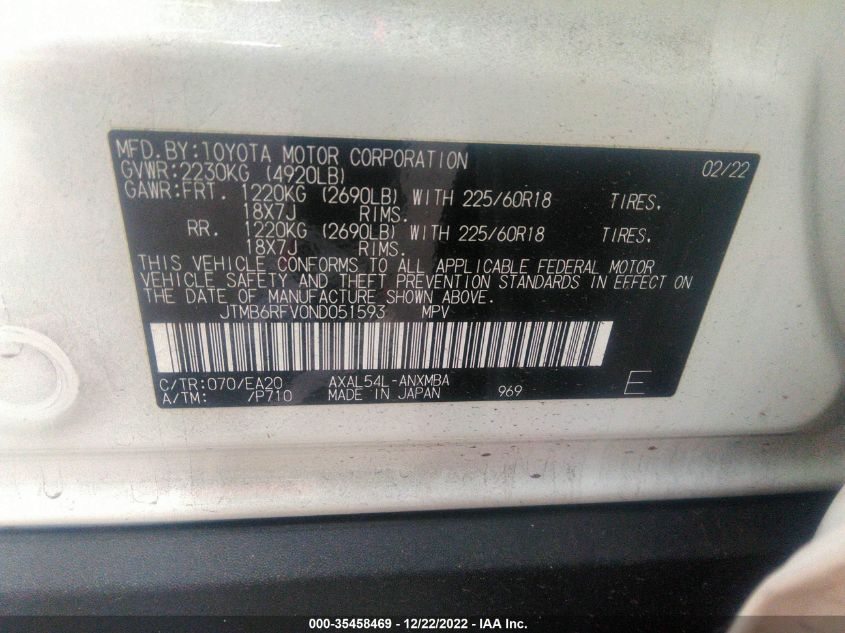 MFD.BY:TOYOTA MOTOR CORPORATION 02/22
GVWR:2230KG (4920LB)
GAWR:FRT. 1220KG (2690LB) WITH 225/60R18 TIRES,
18X7J RIMS.
RR. 1220KG (2690LB) WITH 225/60R18 TIRES,
18X7J RIMS.
THIS VEHICLE CONFORMS TO ALL APPLICABLE FEDERAL MOTOR
VEHICLE SAFETY AND THEFT PREVENTION STANDARDS IN EFFECT ON
THE DATE OF MANUFACTURE SHOWN ABOVE.
JTMB6RFV0ND051593 MPV
C/TR:070/EA20 AXAL54L-ANXMBA E
A/TM: /P710 MADE IN JAPAN 969
000-35458469 - 12/22/2022 - IAA Inc.